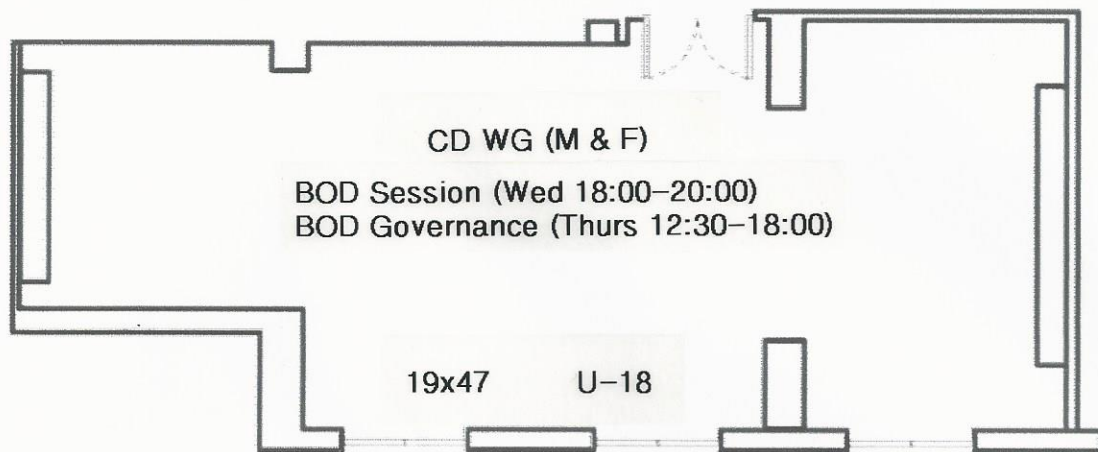 CD WG (M & F)
BOD Session (Wed 18:00-20:00)
BOD Governance (Thurs 12:30-18:00)
19x47 U-18